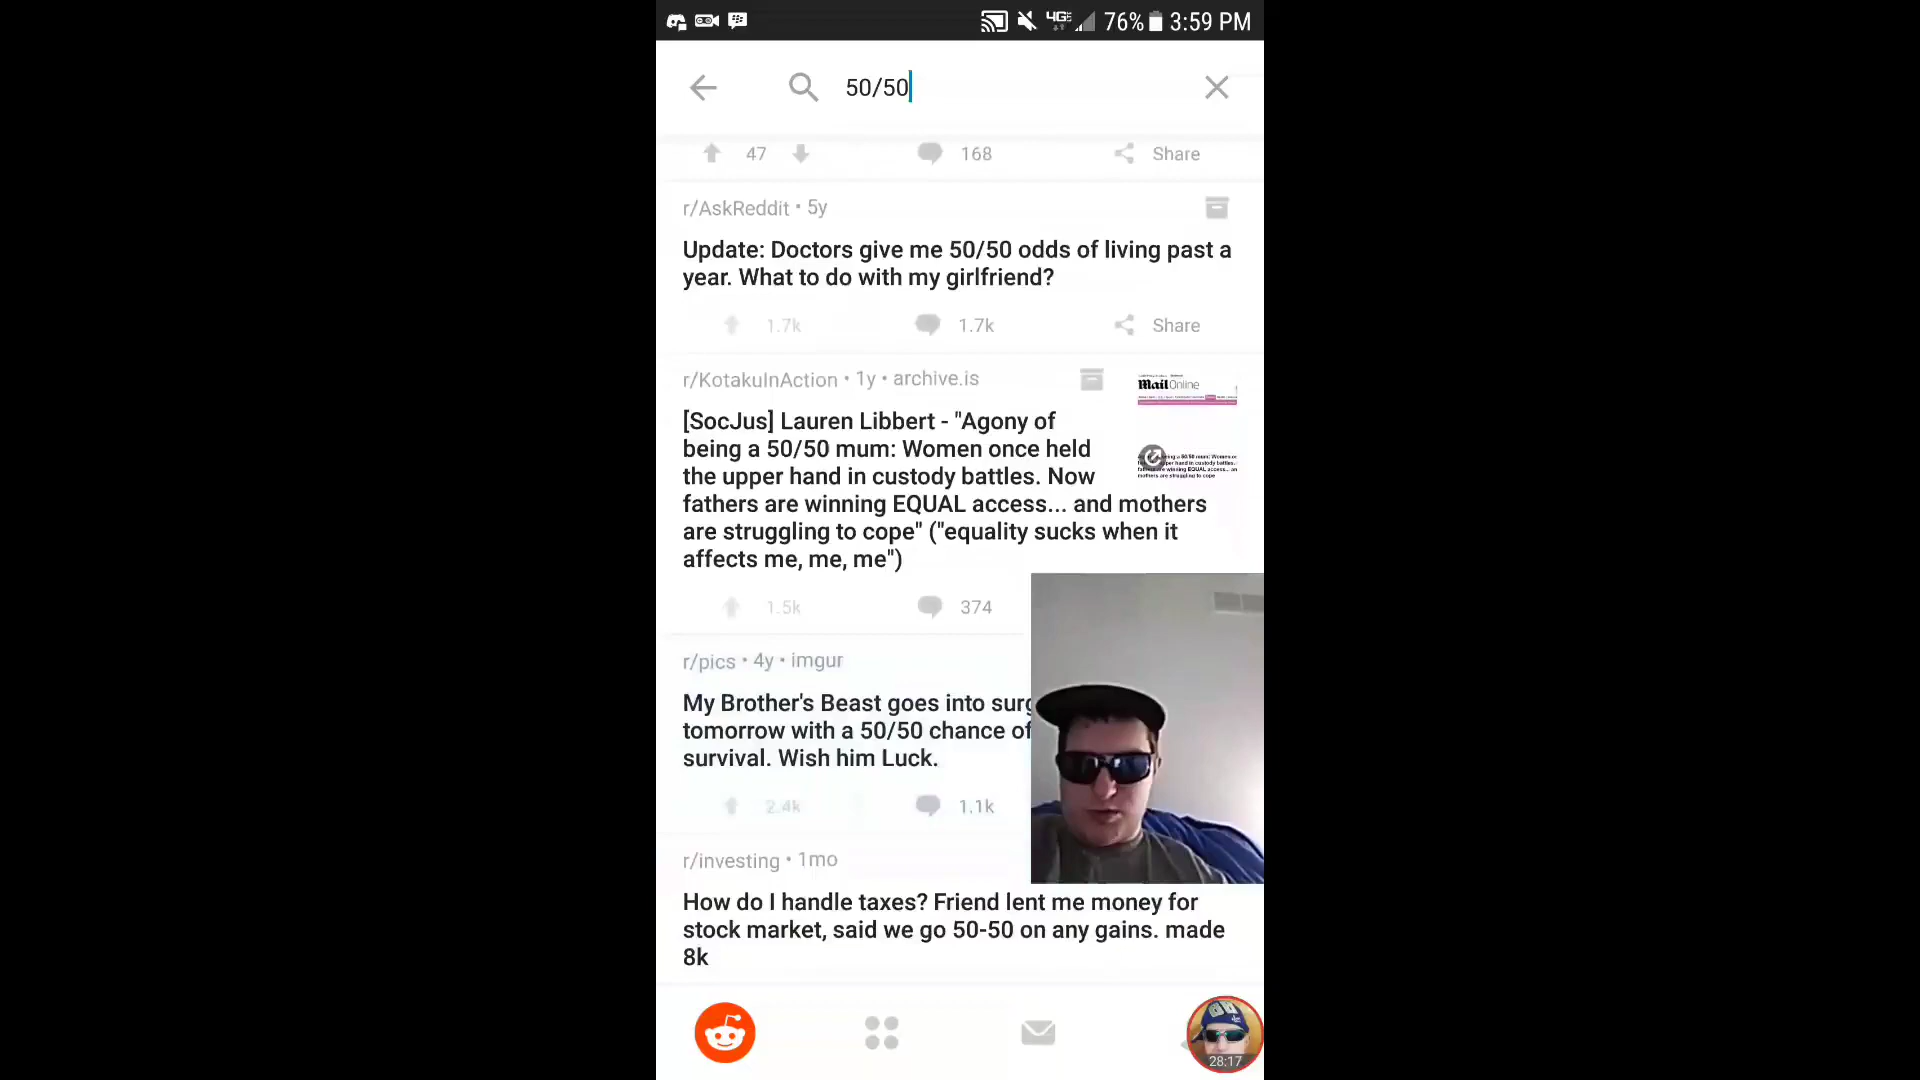 76% 3:59 PM
50/50
47 168 Share
r/AskReddit • 5y
Update: Doctors give me 50/50 odds of living past a
year. What to do with my girlfriend?
1.7k 1.7k Share
r/KotakuInAction • 1y • archive.is
Mail Online
[SocJus] Lauren Libbert - "Agony of
being a 50/50 mum: Women once held
the upper hand in custody battles. Now
fathers are winning EQUAL access... and mothers
are struggling to cope" ("equality sucks when it
affects me, me, me")
1.5k 374
r/pics • 4y • imgur
My Brother's Beast goes into surg
tomorrow with a 50/50 chance of
survival. Wish him Luck.
2.4k 1.1k
r/investing • 1mo
How do I handle taxes? Friend lent me money for
stock market, said we go 50-50 on any gains. made
8k
28:17